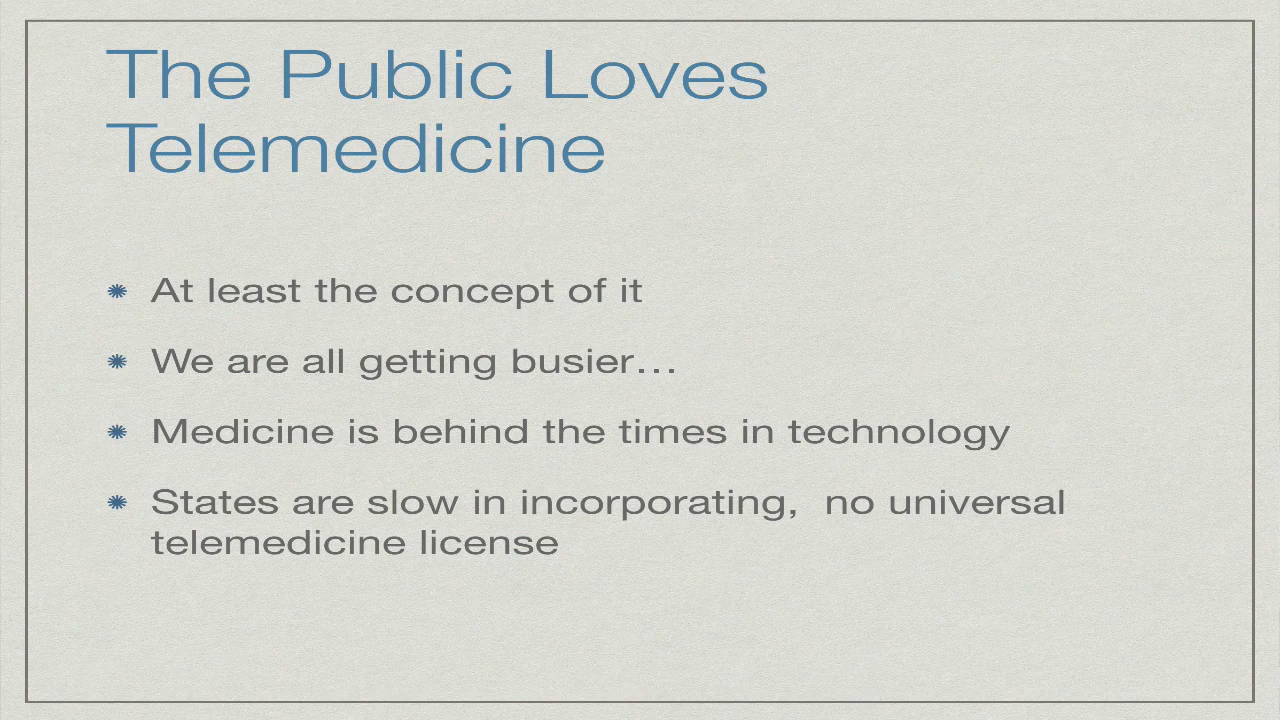 The Public Loves
Telemedicine
At least the concept of it
We are all getting busier…
Medicine is behind the times in technology
States are slow in incorporating,  no universal
telemedicine license